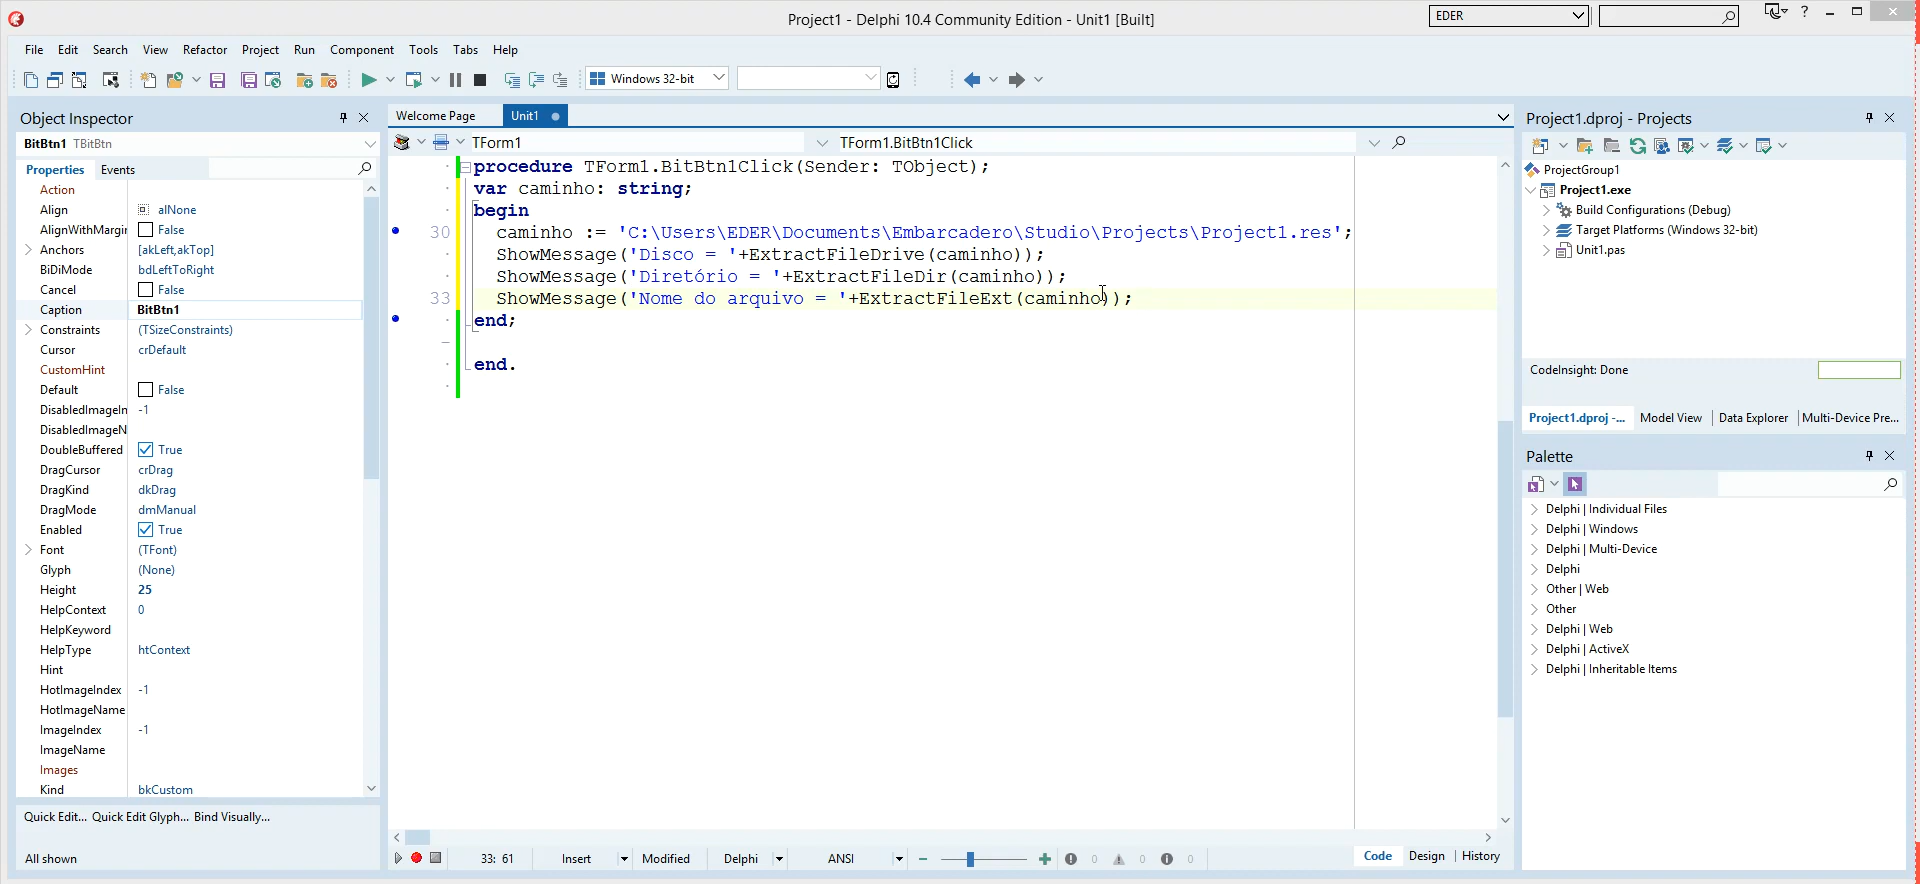 Project1 - Delphi 10.4 Community Edition - Unit1 [Built]
EDER
?
File Edit Search View Refactor Project Run Component Tools Tabs Help
Windows 32-bit
Object Inspector
BitBtn1 TBitBtn
Properties Events
Action
Align alNone
AlignWithMargir False
Anchors [akLeft,akTop]
BiDiMode bdLeftToRight
Cancel False
Caption BitBtn1
Constraints (TSizeConstraints)
Cursor crDefault
CustomHint
Default False
DisabledImageIn -1
DisabledImageN
DoubleBuffered True
DragCursor crDrag
DragKind dkDrag
DragMode dmManual
Enabled True
Font (TFont)
Glyph (None)
Height 25
HelpContext 0
HelpKeyword
HelpType htContext
Hint
HotImageIndex -1
HotImageName
ImageIndex -1
ImageName
Images
Kind bkCustom
Quick Edit... Quick Edit Glyph... Bind Visually...
All shown
Welcome Page Unit1
TForm1 TForm1.BitBtn1Click
procedure TForm1.BitBtn1Click(Sender: TObject);
var caminho: string;
begin
30 caminho := 'C:\Users\EDER\Documents\Embarcadero\Studio\Projects\Project1.res';
ShowMessage('Disco = '+ExtractFileDrive(caminho));
ShowMessage('Diretório = '+ExtractFileDir(caminho));
33 ShowMessage('Nome do arquivo = '+ExtractFileExt(caminho));
end;
end.
33: 61 Insert Modified Delphi ANSI 0 0 0
Code Design History
Project1.dproj - Projects
ProjectGroup1
Project1.exe
Build Configurations (Debug)
Target Platforms (Windows 32-bit)
Unit1.pas
CodeInsight: Done
Project1.dproj -... Model View Data Explorer Multi-Device Pre...
Palette
Delphi | Individual Files
Delphi | Windows
Delphi | Multi-Device
Delphi
Other | Web
Other
Delphi | Web
Delphi | ActiveX
Delphi | Inheritable Items